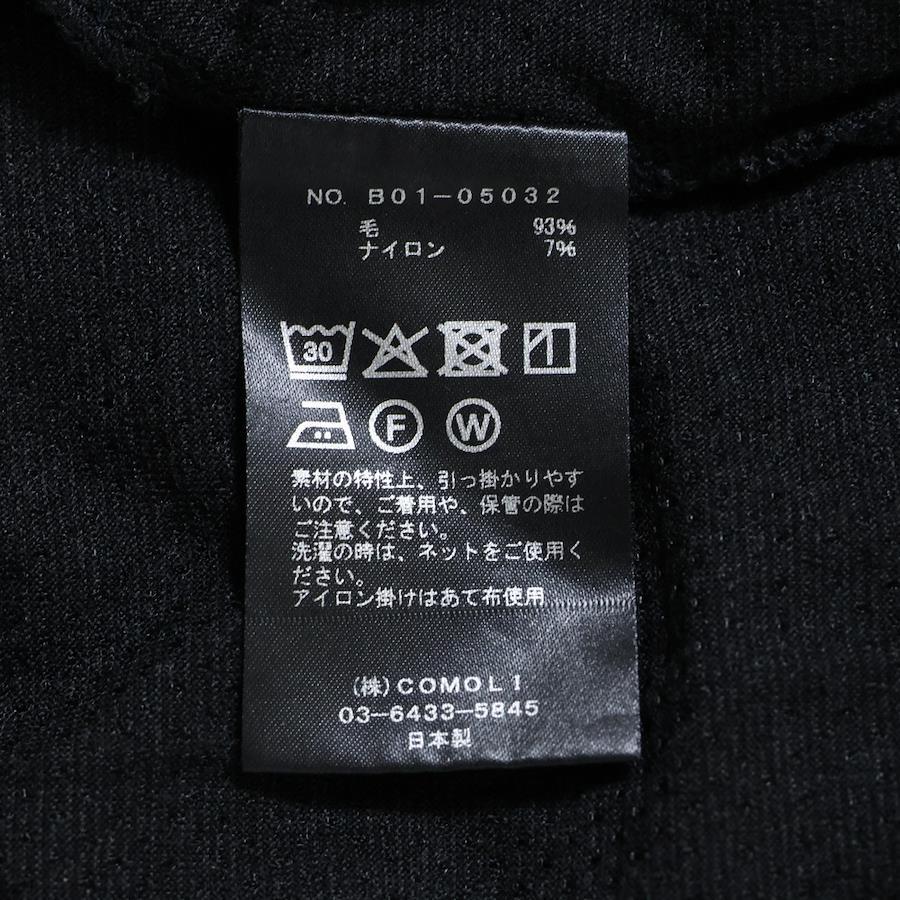 NO. B01-05032
毛 93%
ナイロン 7%
30
F W
素材の特性上、引っ掛かりやす
いので、ご着用や、保管の際は
ご注意ください。
洗濯の時は、ネットをご使用く
ださい。
アイロン掛けはあて布使用
(株)COMOLI
03-6433-5845
日本製